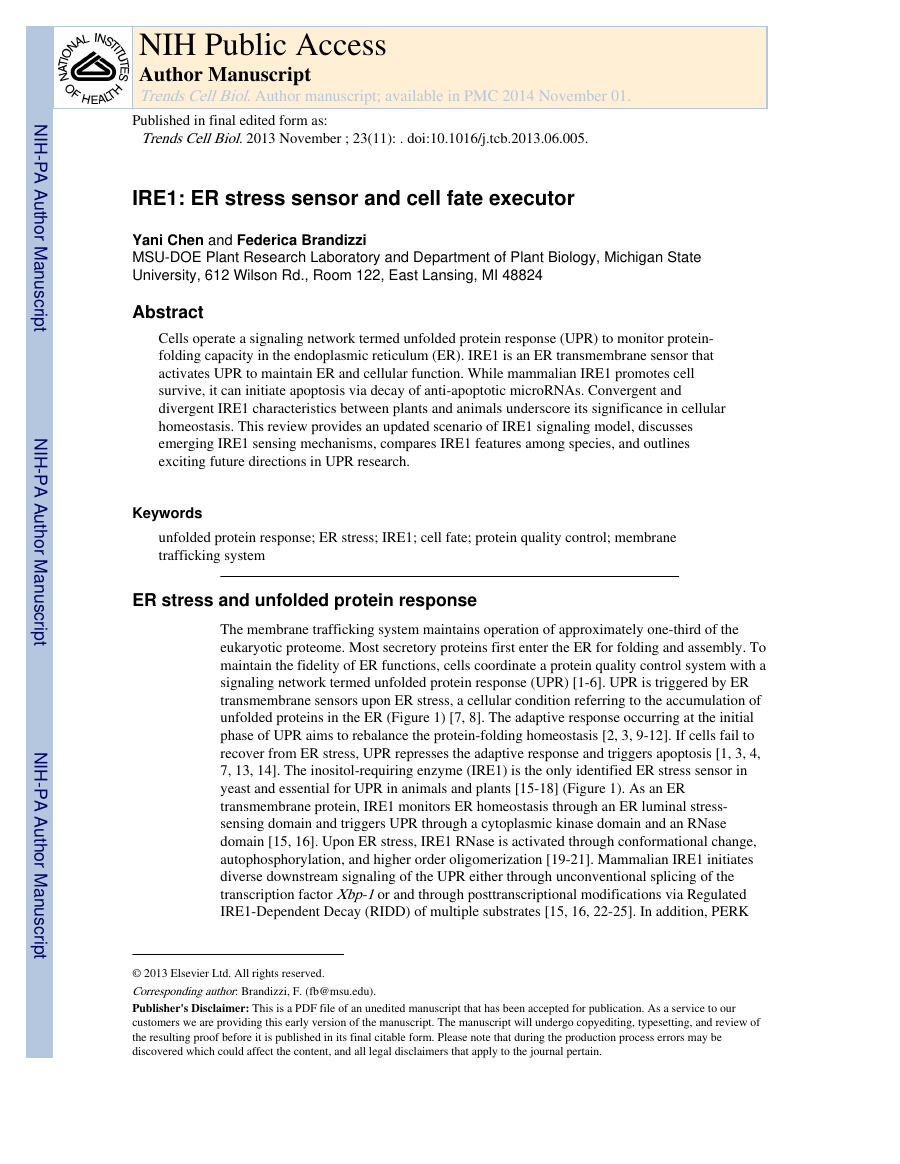 NATIONAL INSTITUTES OF HEALTH
NIH Public Access
Author Manuscript
Trends Cell Biol. Author manuscript; available in PMC 2014 November 01.
Published in final edited form as:
Trends Cell Biol. 2013 November ; 23(11): . doi:10.1016/j.tcb.2013.06.005.
IRE1: ER stress sensor and cell fate executor
Yani Chen and Federica Brandizzi
MSU-DOE Plant Research Laboratory and Department of Plant Biology, Michigan State
University, 612 Wilson Rd., Room 122, East Lansing, MI 48824
Abstract
Cells operate a signaling network termed unfolded protein response (UPR) to monitor protein-
folding capacity in the endoplasmic reticulum (ER). IRE1 is an ER transmembrane sensor that
activates UPR to maintain ER and cellular function. While mammalian IRE1 promotes cell
survive, it can initiate apoptosis via decay of anti-apoptotic microRNAs. Convergent and
divergent IRE1 characteristics between plants and animals underscore its significance in cellular
homeostasis. This review provides an updated scenario of IRE1 signaling model, discusses
emerging IRE1 sensing mechanisms, compares IRE1 features among species, and outlines
exciting future directions in UPR research.
Keywords
unfolded protein response; ER stress; IRE1; cell fate; protein quality control; membrane
trafficking system
ER stress and unfolded protein response
The membrane trafficking system maintains operation of approximately one-third of the
eukaryotic proteome. Most secretory proteins first enter the ER for folding and assembly. To
maintain the fidelity of ER functions, cells coordinate a protein quality control system with a
signaling network termed unfolded protein response (UPR) [1-6]. UPR is triggered by ER
transmembrane sensors upon ER stress, a cellular condition referring to the accumulation of
unfolded proteins in the ER (Figure 1) [7, 8]. The adaptive response occurring at the initial
phase of UPR aims to rebalance the protein-folding homeostasis [2, 3, 9-12]. If cells fail to
recover from ER stress, UPR represses the adaptive response and triggers apoptosis [1, 3, 4,
7, 13, 14]. The inositol-requiring enzyme (IRE1) is the only identified ER stress sensor in
yeast and essential for UPR in animals and plants [15-18] (Figure 1). As an ER
transmembrane protein, IRE1 monitors ER homeostasis through an ER luminal stress-
sensing domain and triggers UPR through a cytoplasmic kinase domain and an RNase
domain [15, 16]. Upon ER stress, IRE1 RNase is activated through conformational change,
autophosphorylation, and higher order oligomerization [19-21]. Mammalian IRE1 initiates
diverse downstream signaling of the UPR either through unconventional splicing of the
transcription factor Xbp-1 or and through posttranscriptional modifications via Regulated
IRE1-Dependent Decay (RIDD) of multiple substrates [15, 16, 22-25]. In addition, PERK
© 2013 Elsevier Ltd. All rights reserved.
Corresponding author: Brandizzi, F. (fb@msu.edu).
Publisher's Disclaimer: This is a PDF file of an unedited manuscript that has been accepted for publication. As a service to our
customers we are providing this early version of the manuscript. The manuscript will undergo copyediting, typesetting, and review of
the resulting proof before it is published in its final citable form. Please note that during the production process errors may be
discovered which could affect the content, and all legal disclaimers that apply to the journal pertain.
NIH-PA Author Manuscript
NIH-PA Author Manuscript
NIH-PA Author Manuscript